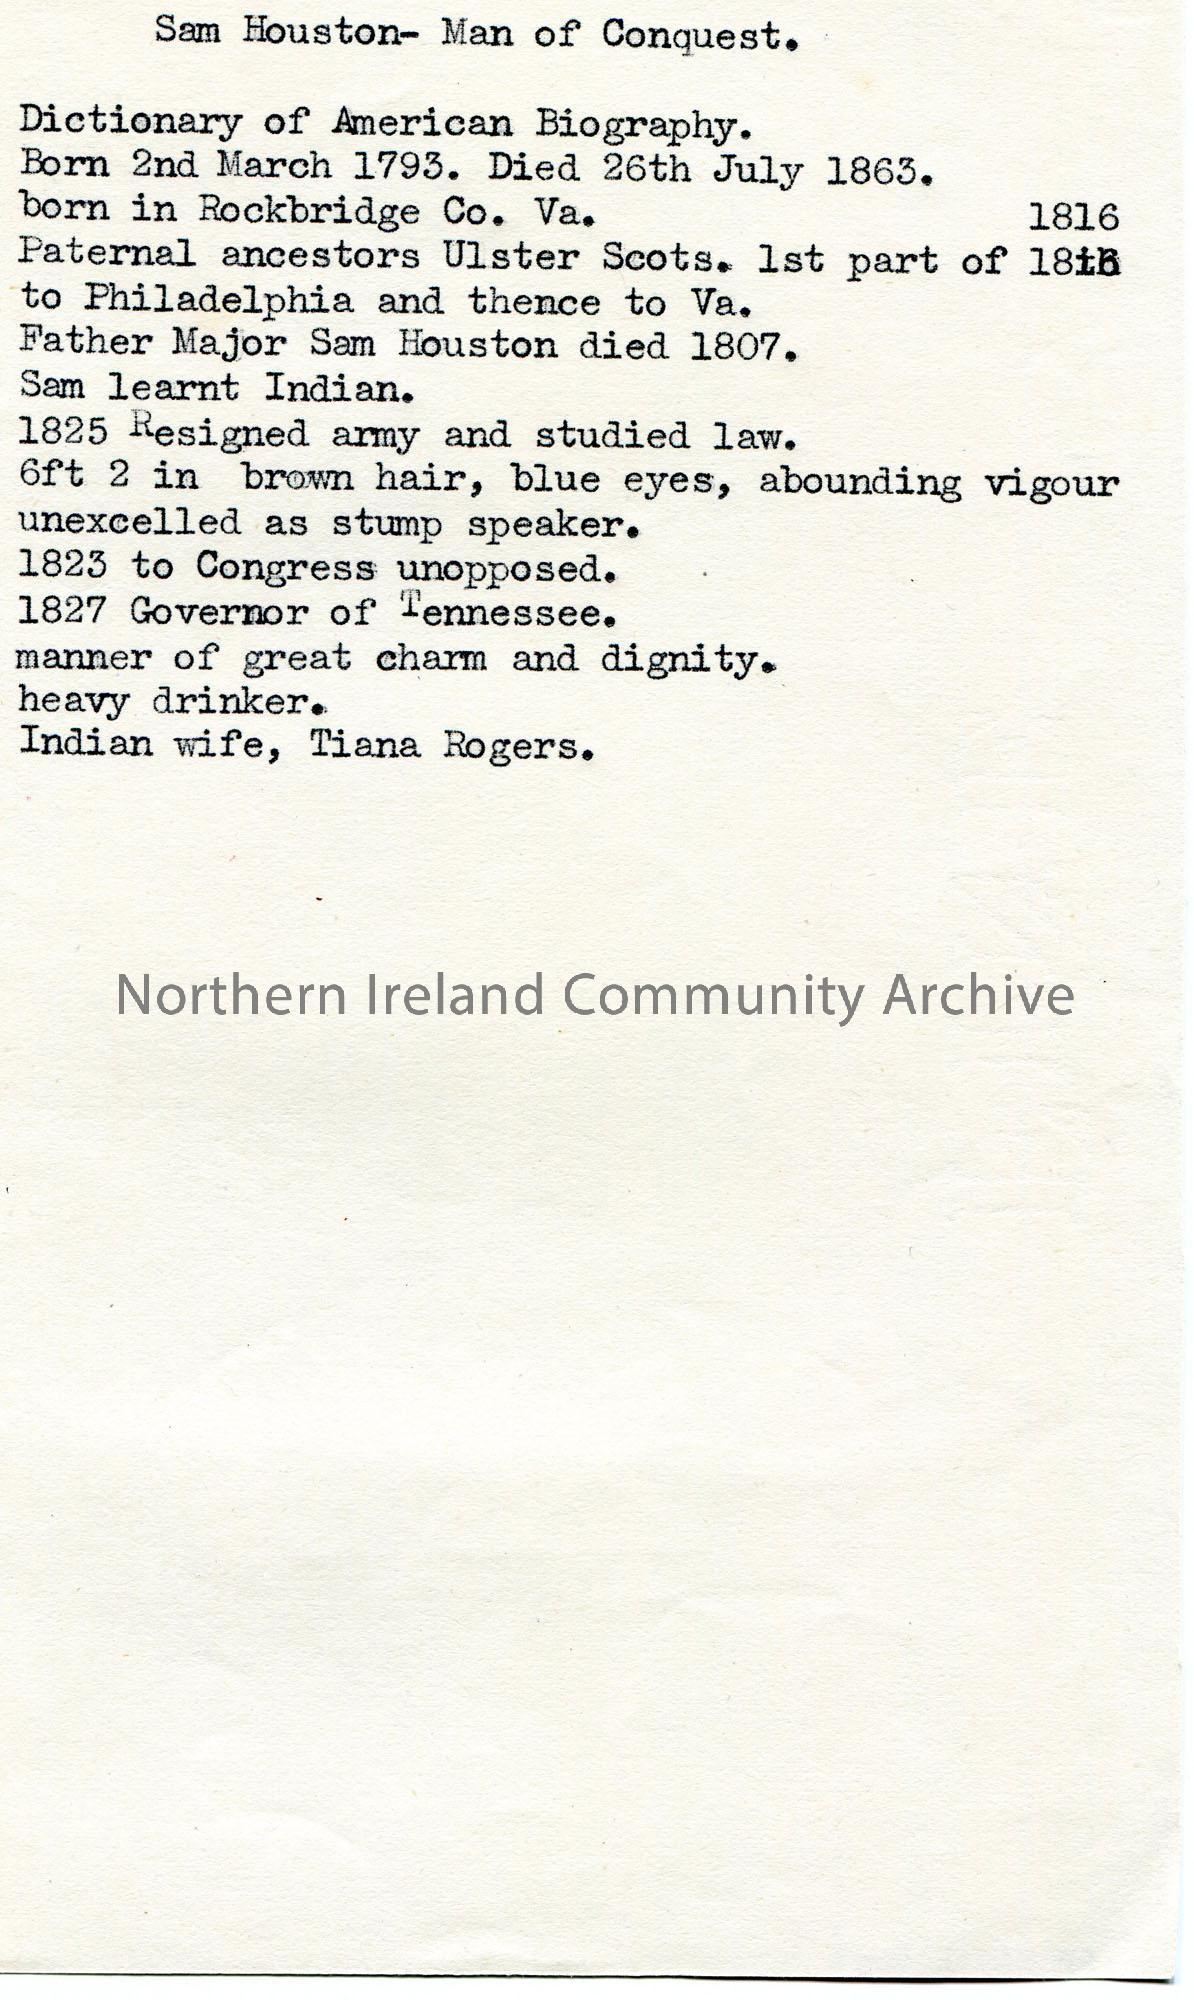 Sam Houston- Man of Conquest.
Dictionary of American Biography.
Born 2nd March 1793. Died 26th July 1863.
born in Rockbridge Co. Va. 1816
Paternal ancestors Ulster Scots. 1st part of
to Philadelphia and thence to Va.
Father Major Sam Houston died 1807.
Sam learnt Indian.
1825 Resigned army and studied law.
6ft 2 in brown hair, blue eyes, abounding vigour
unexcelled as stump speaker.
1823 to Congress unopposed.
1827 Governor of Tennessee.
manner of great charm and dignity.
heavy drinker.
Indian wife, Tiana Rogers.
Northern Ireland Community Archive